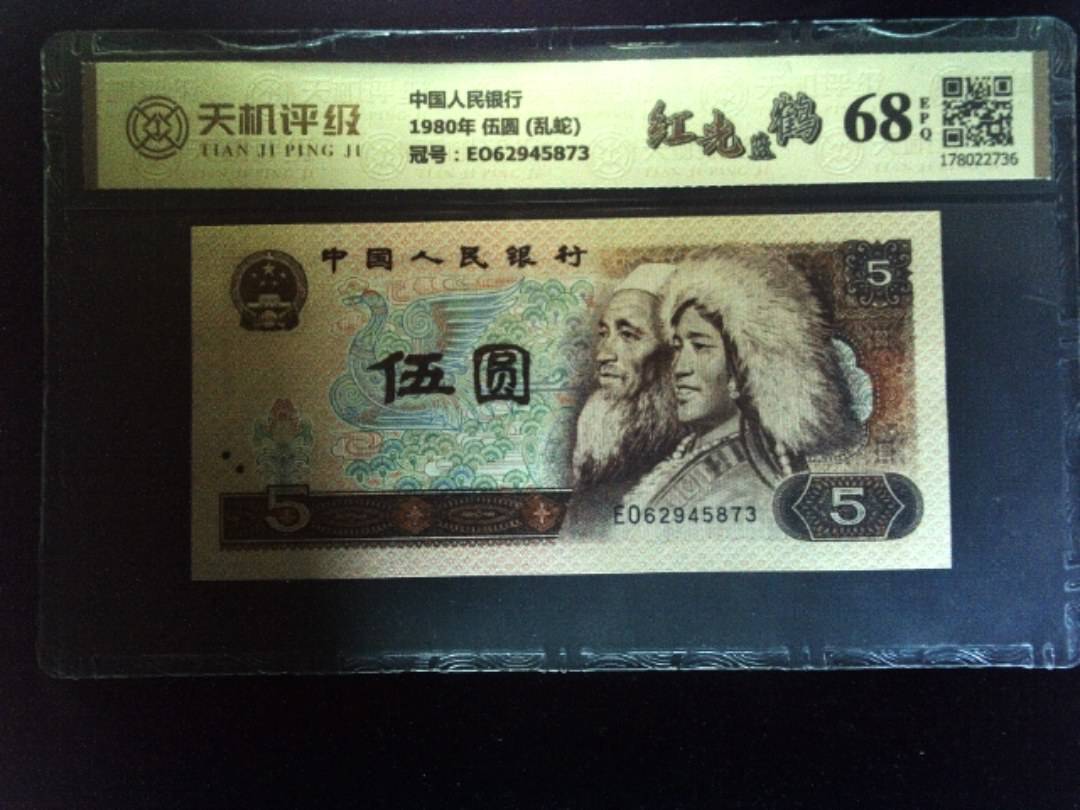 天机评级
TIAN JI PING JI
中国人民银行
1980年 伍圆 (乱蛇)
冠号：EO62945873
红光蓝鹤
68
EPQ
178022736
中国人民银行
5
伍圆
5
EO62945873
5